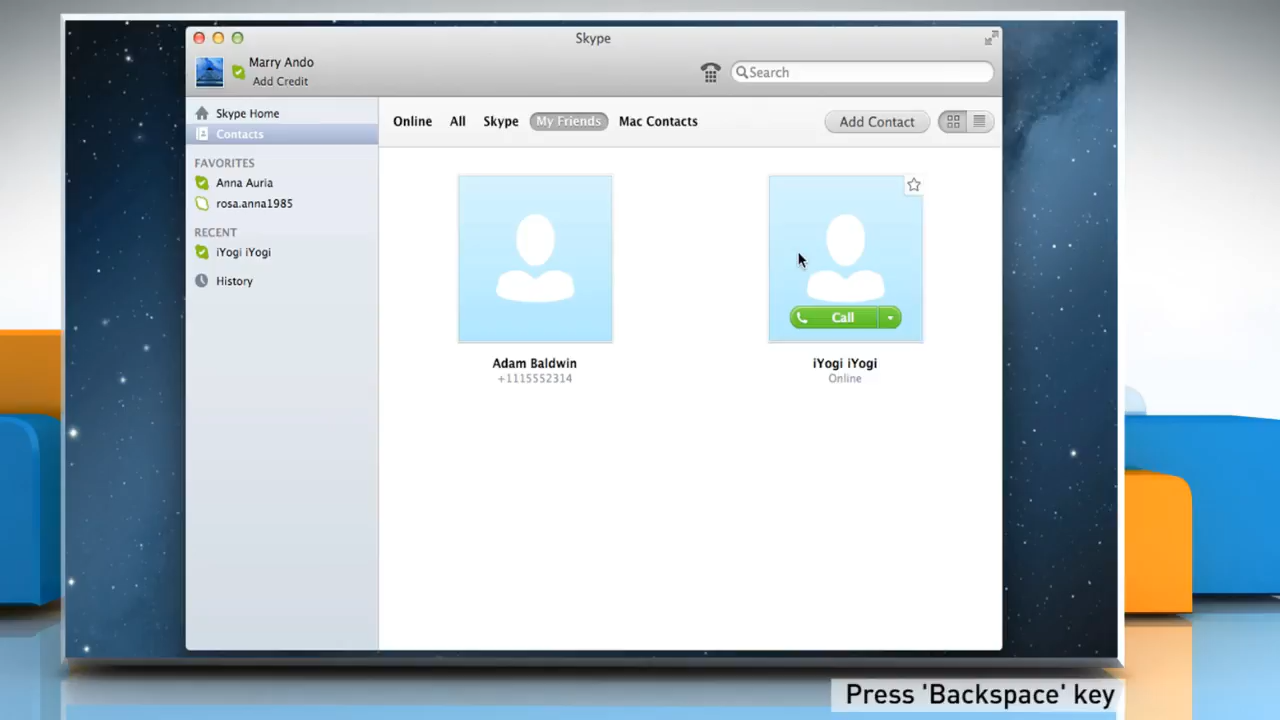 Skype
Marry Ando
Add Credit
Search
Skype Home
Contacts
FAVORITES
Anna Auria
rosa.anna1985
RECENT
iYogi iYogi
History
Online All Skype My Friends Mac Contacts Add Contact
Call
Adam Baldwin
+1115552314
iYogi iYogi
Online
Press 'Backspace' key